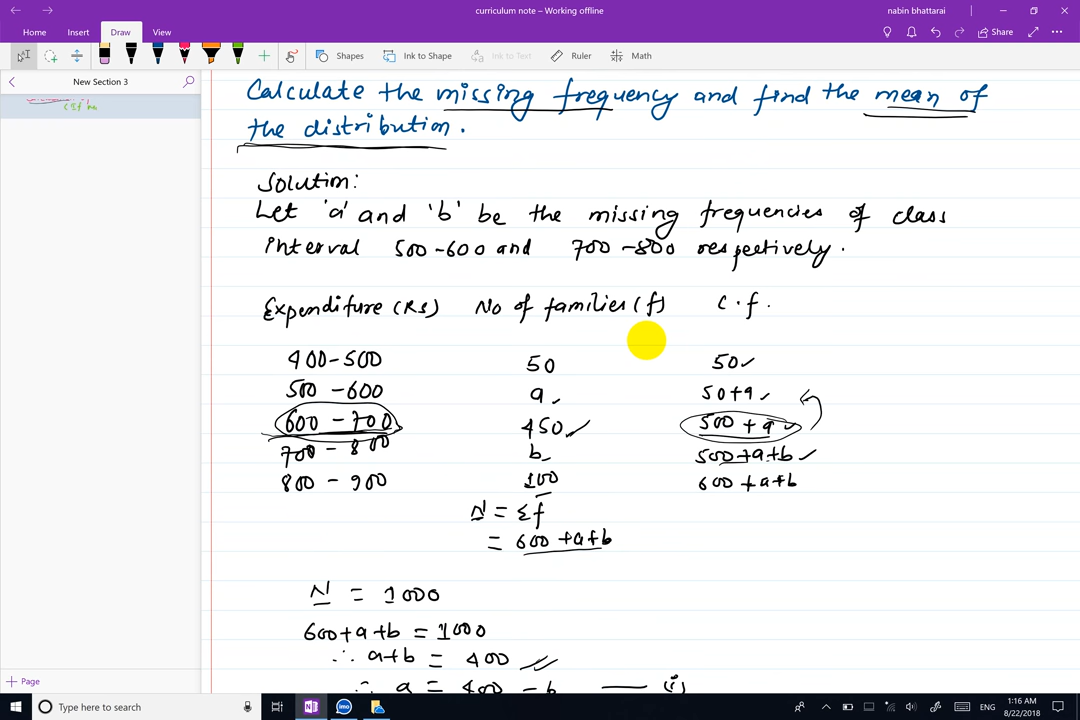 curriculum note – Working offline
nabin bhattarai
Home Insert Draw View
Share
Shapes Ink to Shape Ink to Text Ruler Math
New Section 3
Calculate the missing frequency and find the mean of
the distribution.
Solution:
Let 'a' and 'b' be the missing frequencies of class
interval 500-600 and 700-800 respectively.
Expenditure (Rs) No of families (f) C.f.
400-500 50 50 ✓
500-600 a ✓ 50+a ✓
600-700 450 ✓ 500+a ✓
700-800 b 500+a+b ✓
800-900 100 600+a+b
N = Σf
= 600+a+b
N = 1000
600+a+b = 1000
∴ a+b = 400
∴ a = 400 - b —— (i)
+ Page
Type here to search
ENG
1:16 AM
8/22/2018